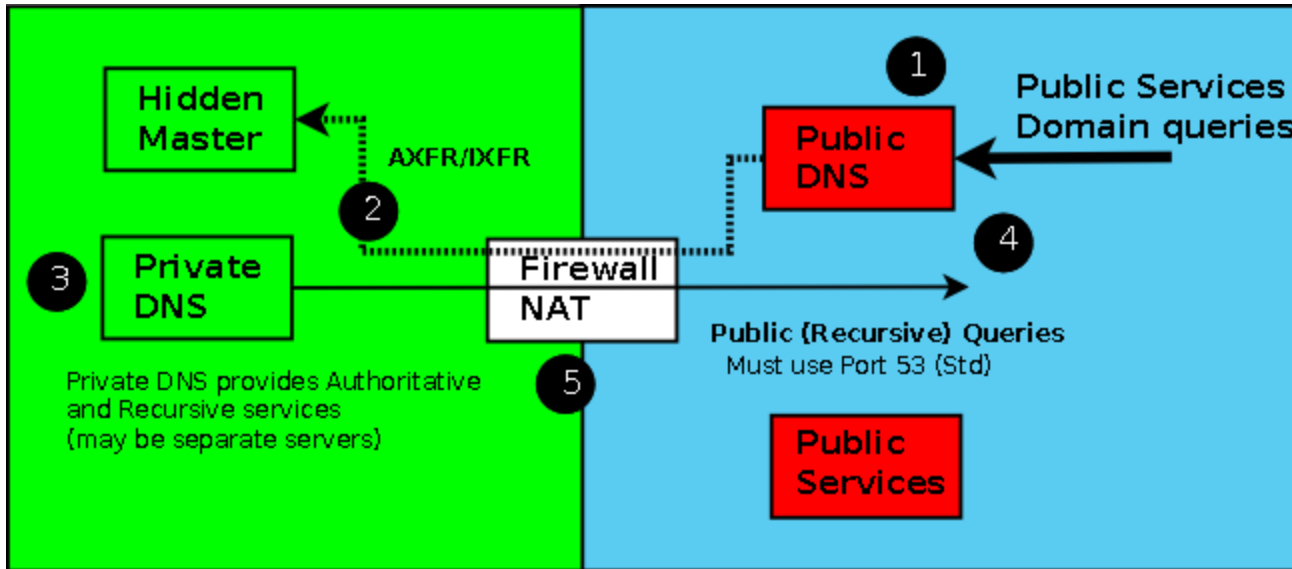 1
Public Services
Domain queries
Hidden
Master
Public
DNS
AXFR/IXFR
2
4
3
Private
DNS
Firewall
NAT
Public (Recursive) Queries
Must use Port 53 (Std)
5
Private DNS provides Authoritative
and Recursive services
(may be separate servers)
Public
Services